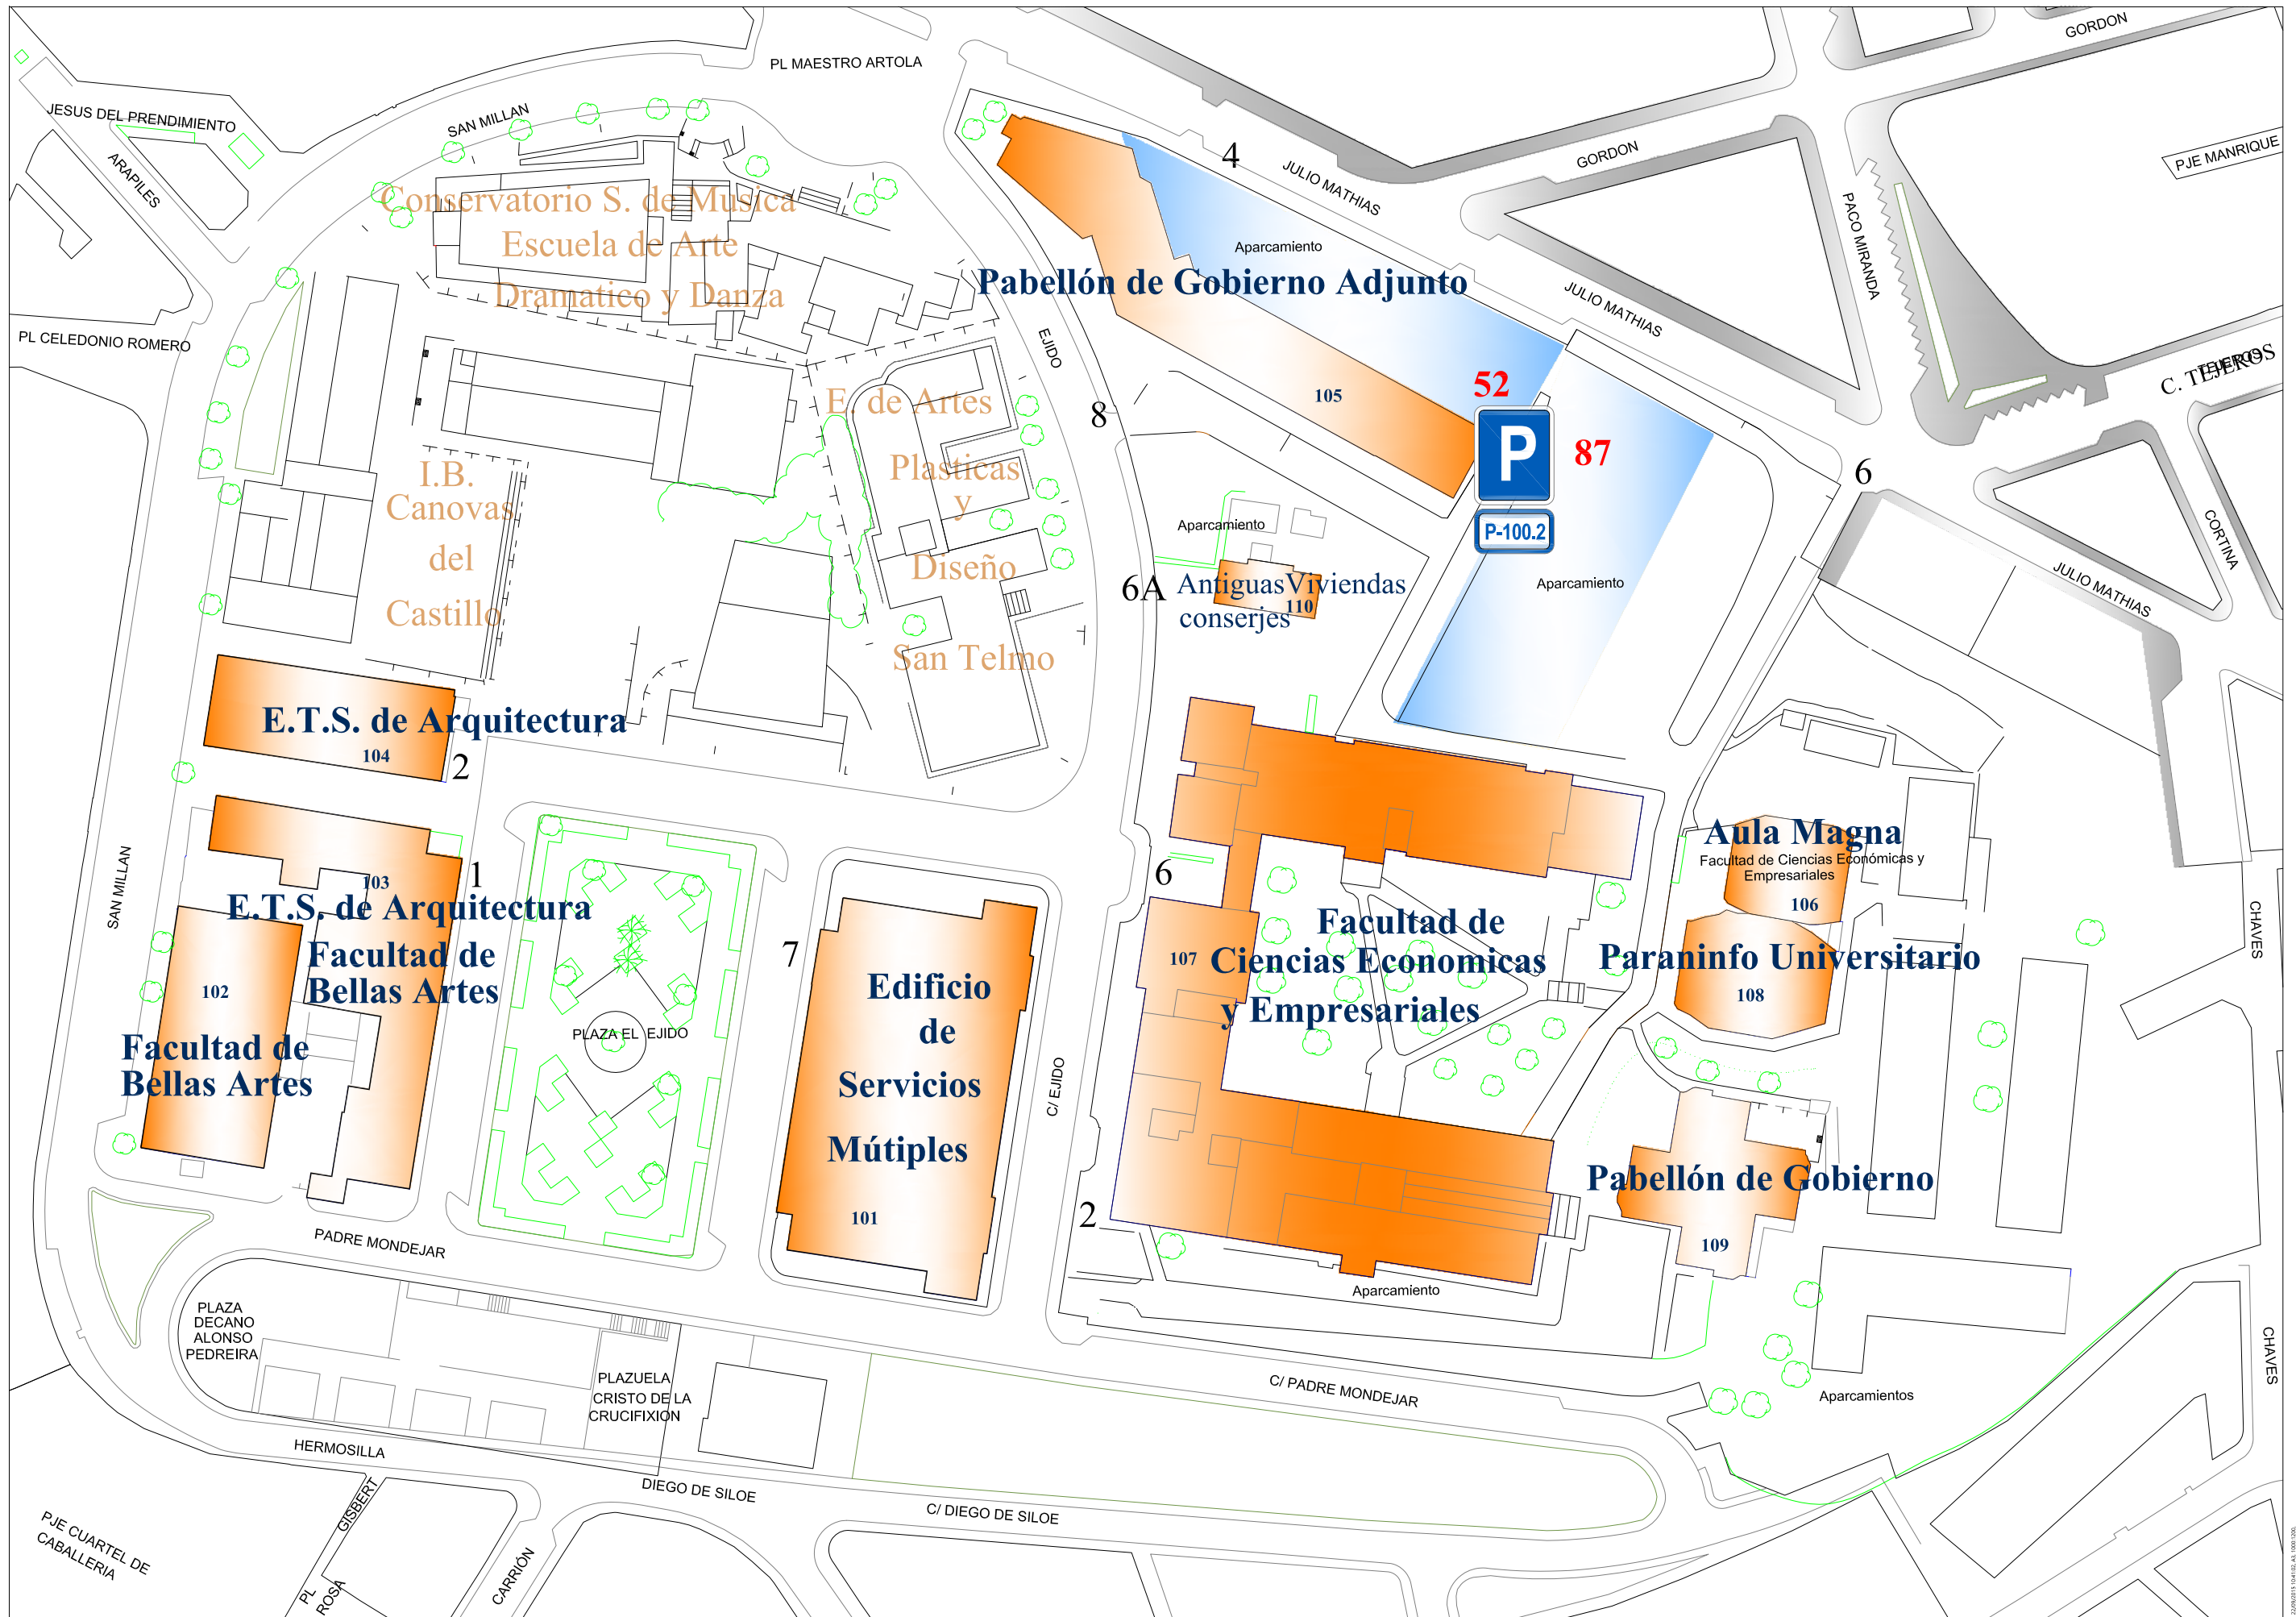 GORDON
PL MAESTRO ARTOLA
JESUS DEL PRENDIMIENTO
SAN MILLAN
ARAPILES
4
JULIO MATHIAS
GORDON
PJE MANRIQUE
PACO MIRANDA
Conservatorio S. de Musica
Escuela de Arte
Dramatico y Danza
Aparcamiento
Pabellón de Gobierno Adjunto
JULIO MATHIAS
PL CELEDONIO ROMERO
EJIDO
C. TEJEROS
52
105
8
E. de Artes
Plasticas
y
Diseño
San Telmo
P
87
P-100.2
6
I.B.
Canovas
del
Castillo
Aparcamiento
CORTINA
6A
Antiguas Viviendas
conserjes
110
Aparcamiento
JULIO MATHIAS
E.T.S. de Arquitectura
104
2
SAN MILLAN
103
1
E.T.S. de Arquitectura
Facultad de
Bellas Artes
102
Facultad de
Bellas Artes
PLAZA EL EJIDO
7
Edificio
de
Servicios
Mútiples
101
C/ EJIDO
6
107
Facultad de
Ciencias Economicas
y Empresariales
2
Aparcamiento
Aula Magna
Facultad de Ciencias Económicas y
Empresariales
106
Paraninfo Universitario
108
Pabellón de Gobierno
109
CHAVES
CHAVES
PADRE MONDEJAR
PLAZA
DECANO
ALONSO
PEDREIRA
PLAZUELA
CRISTO DE LA
CRUCIFIXION
C/ PADRE MONDEJAR
Aparcamientos
HERMOSILLA
DIEGO DE SILOE
C/ DIEGO DE SILOE
GISBERT
PJE CUARTEL DE
CABALLERIA
PL
ROSA
CARRIÓN